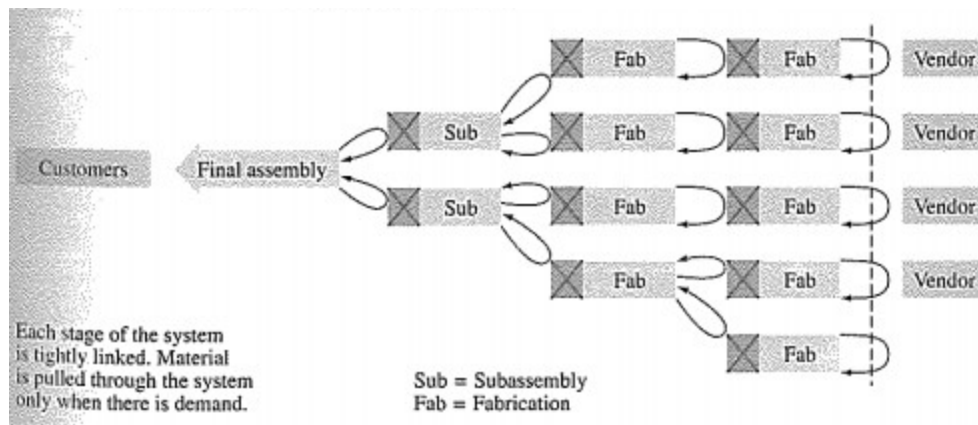 Fab Fab Vendor
Sub Fab Fab Vendor
Customers Final assembly
Sub Fab Fab Vendor
Fab Fab Vendor
Fab
Each stage of the system
is tightly linked. Material
is pulled through the system
only when there is demand.
Sub = Subassembly
Fab = Fabrication